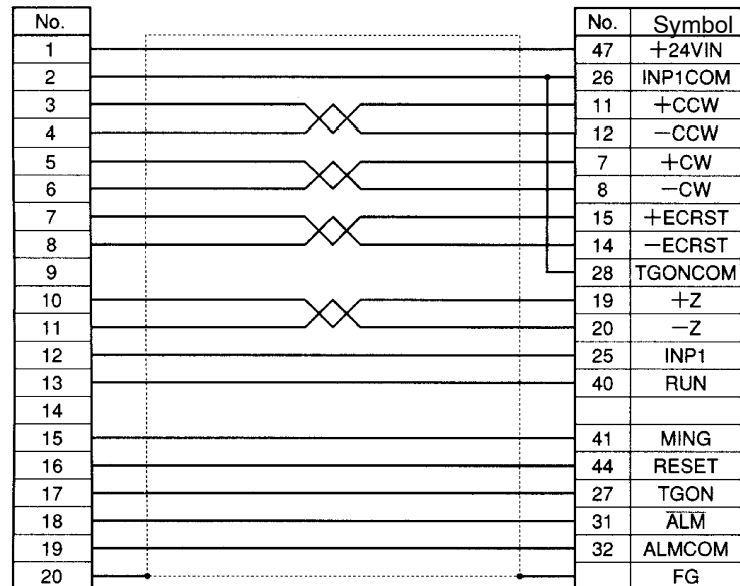 No. No. Symbol
1 47 +24VIN
2 26 INP1COM
3 11 +CCW
4 12 −CCW
5 7 +CW
6 8 −CW
7 15 +ECRST
8 14 −ECRST
9 28 TGONCOM
10 19 +Z
11 20 −Z
12 25 INP1
13 40 RUN
14
15 41 MING
16 44 RESET
17 27 TGON
18 31 A̅L̅M̅
19 32 ALMCOM
20 FG